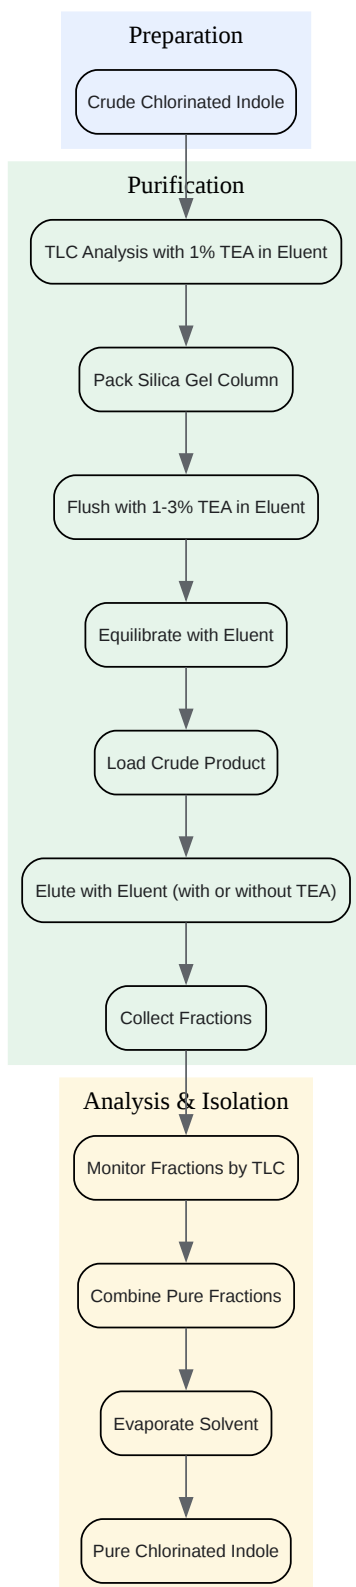 Preparation
Crude Chlorinated Indole
Purification
TLC Analysis with 1% TEA in Eluent
Pack Silica Gel Column
Flush with 1-3% TEA in Eluent
Equilibrate with Eluent
Load Crude Product
Elute with Eluent (with or without TEA)
Collect Fractions
Analysis & Isolation
Monitor Fractions by TLC
Combine Pure Fractions
Evaporate Solvent
Pure Chlorinated Indole